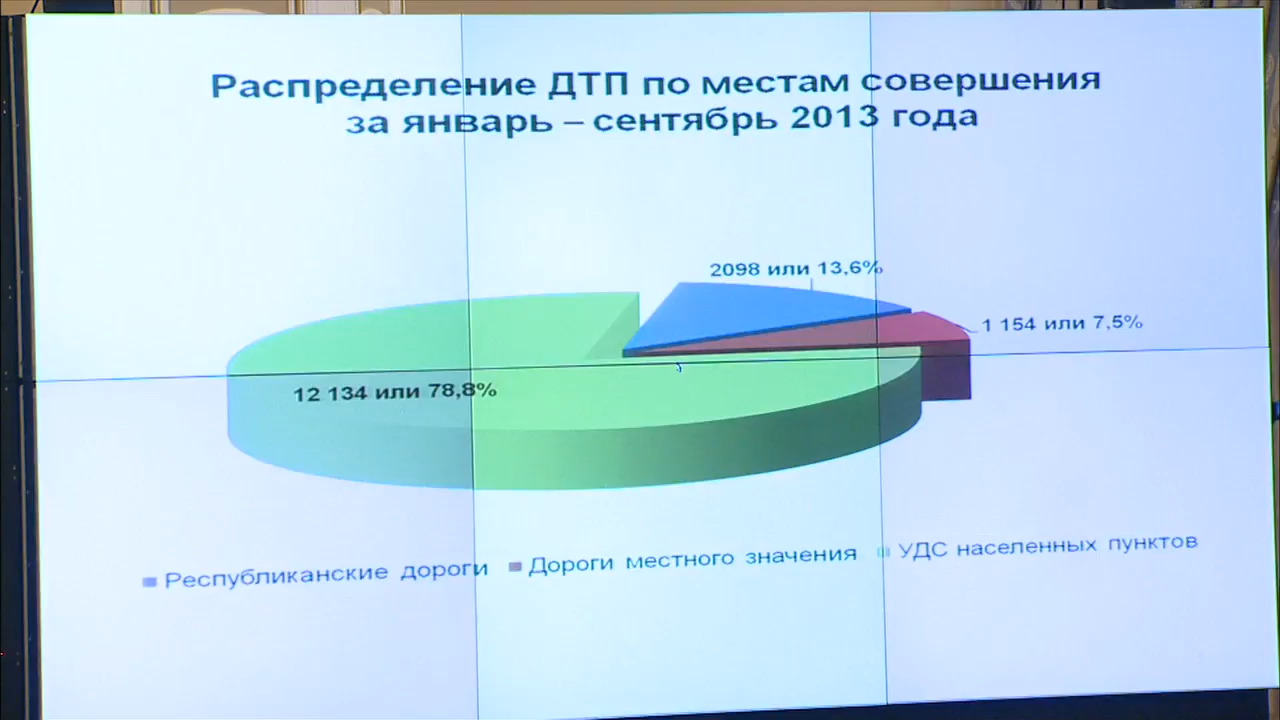 Распределение ДТП по местам совершения
за январь – сентябрь 2013 года
2098 или 13,6%
1 154 или 7,5%
12 134 или 78,8%
Республиканские дороги
Дороги местного значения
УДС населенных пунктов